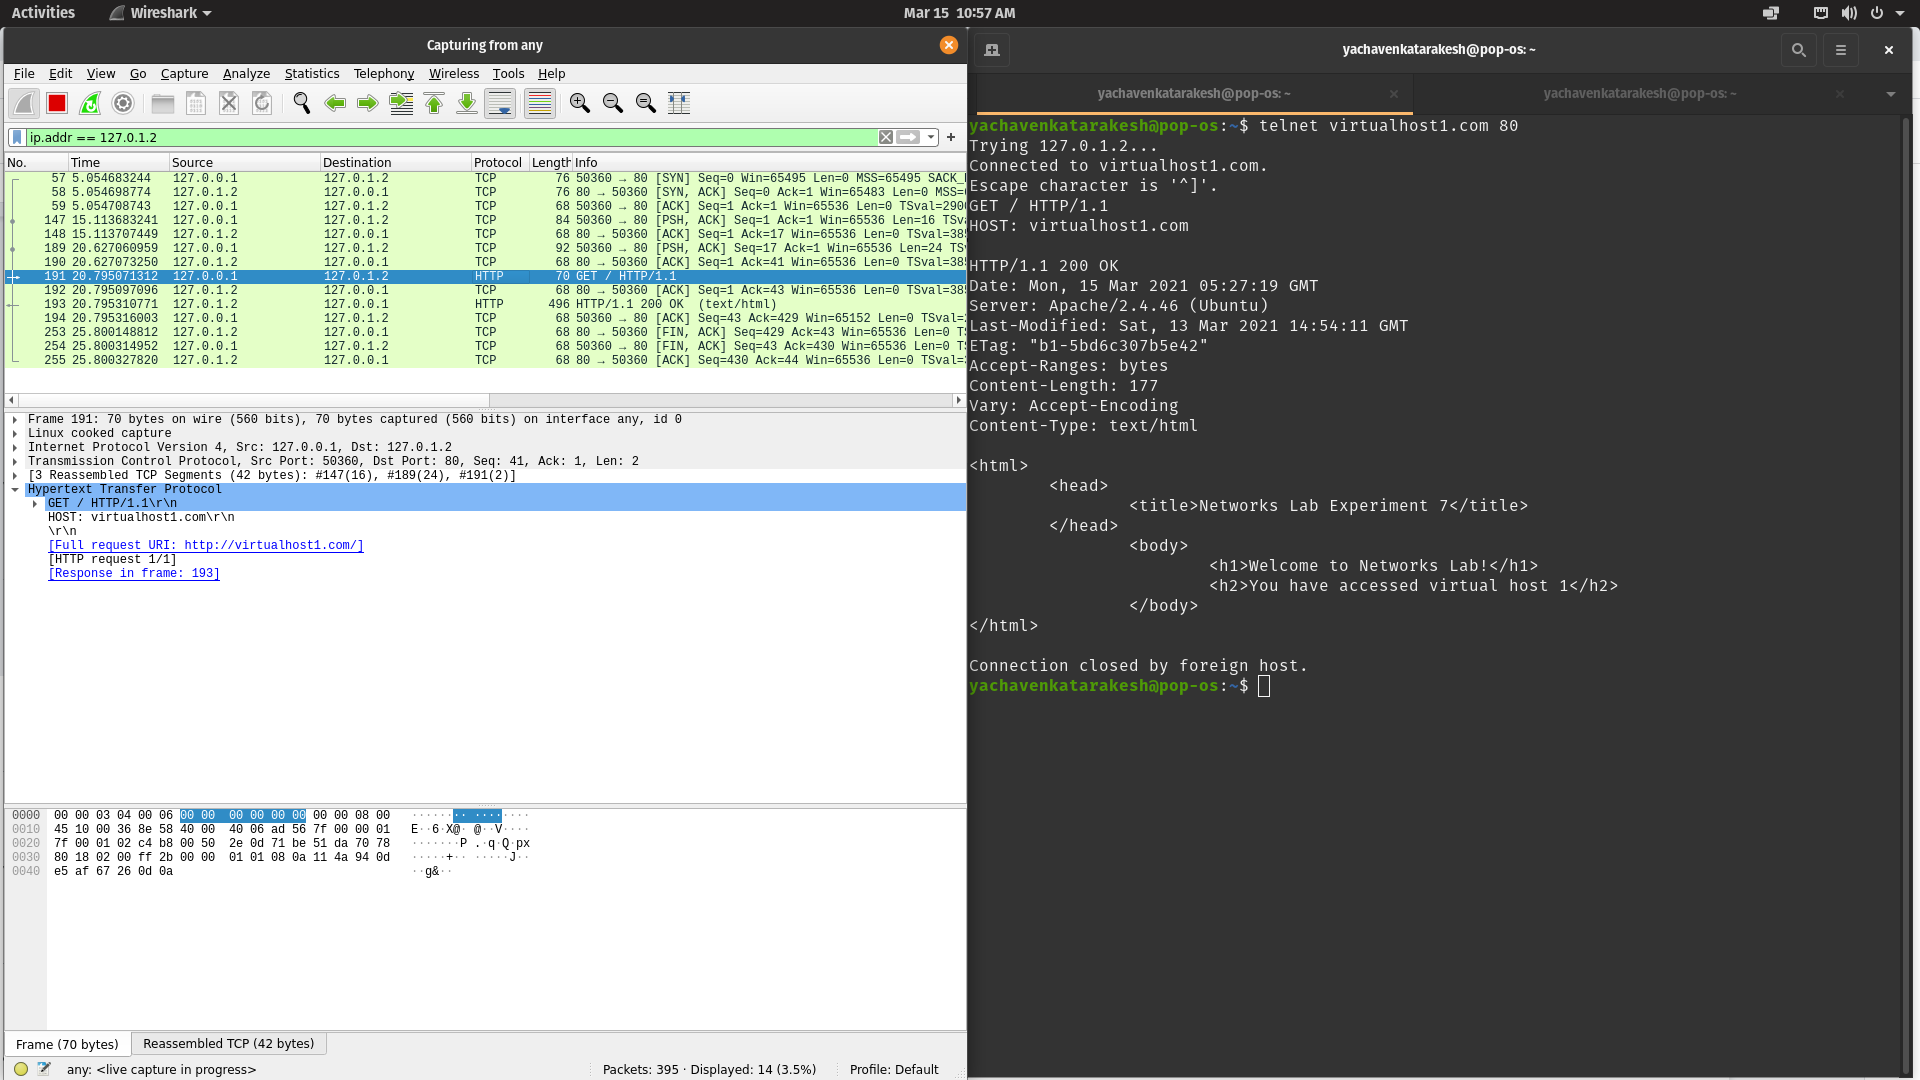 Activities
Wireshark
Mar 15 10:57 AM
Capturing from any
File Edit View Go Capture Analyze Statistics Telephony Wireless Tools Help
ip.addr == 127.0.1.2
No. Time Source Destination Protocol Length Info
57 5.054683244 127.0.0.1 127.0.1.2 TCP 76 50360 → 80 [SYN] Seq=0 Win=65495 Len=0 MSS=65495 SACK_
58 5.054698774 127.0.1.2 127.0.0.1 TCP 76 80 → 50360 [SYN, ACK] Seq=0 Ack=1 Win=65483 Len=0 MSS=
59 5.054708743 127.0.0.1 127.0.1.2 TCP 68 50360 → 80 [ACK] Seq=1 Ack=1 Win=65536 Len=0 TSval=290
147 15.113683241 127.0.0.1 127.0.1.2 TCP 84 50360 → 80 [PSH, ACK] Seq=1 Ack=1 Win=65536 Len=16 TSv
148 15.113707449 127.0.1.2 127.0.0.1 TCP 68 80 → 50360 [ACK] Seq=1 Ack=17 Win=65536 Len=0 TSval=38
189 20.627060959 127.0.0.1 127.0.1.2 TCP 92 50360 → 80 [PSH, ACK] Seq=17 Ack=1 Win=65536 Len=24 TS
190 20.627073250 127.0.1.2 127.0.0.1 TCP 68 80 → 50360 [ACK] Seq=1 Ack=41 Win=65536 Len=0 TSval=38
191 20.795071312 127.0.0.1 127.0.1.2 HTTP 70 GET / HTTP/1.1
192 20.795097096 127.0.1.2 127.0.0.1 TCP 68 80 → 50360 [ACK] Seq=1 Ack=43 Win=65536 Len=0 TSval=38
193 20.795310771 127.0.1.2 127.0.0.1 HTTP 496 HTTP/1.1 200 OK (text/html)
194 20.795316003 127.0.0.1 127.0.1.2 TCP 68 50360 → 80 [ACK] Seq=43 Ack=429 Win=65152 Len=0 TSval=
253 25.800148812 127.0.1.2 127.0.0.1 TCP 68 80 → 50360 [FIN, ACK] Seq=429 Ack=43 Win=65536 Len=0 T
254 25.800314952 127.0.0.1 127.0.1.2 TCP 68 50360 → 80 [FIN, ACK] Seq=43 Ack=430 Win=65536 Len=0 T
255 25.800327820 127.0.1.2 127.0.0.1 TCP 68 80 → 50360 [ACK] Seq=430 Ack=44 Win=65536 Len=0 TSval=
Frame 191: 70 bytes on wire (560 bits), 70 bytes captured (560 bits) on interface any, id 0
Linux cooked capture
Internet Protocol Version 4, Src: 127.0.0.1, Dst: 127.0.1.2
Transmission Control Protocol, Src Port: 50360, Dst Port: 80, Seq: 41, Ack: 1, Len: 2
[3 Reassembled TCP Segments (42 bytes): #147(16), #189(24), #191(2)]
Hypertext Transfer Protocol
GET / HTTP/1.1\r\n
HOST: virtualhost1.com\r\n
\r\n
[Full request URI: http://virtualhost1.com/]
[HTTP request 1/1]
[Response in frame: 193]
0000 00 00 03 04 00 06 00 00 00 00 00 00 00 00 08 00 ········ ········
0010 45 10 00 36 8e 58 40 00 40 06 ad 56 7f 00 00 01 E··6·X@· @··V····
0020 7f 00 01 02 c4 b8 00 50 2e 0d 71 be 51 da 70 78 ·······P .·q·Q·px
0030 80 18 02 00 ff 2b 00 00 01 01 08 0a 11 4a 94 0d ·····+·· ·····J··
0040 e5 af 67 26 0d 0a ··g&··
Frame (70 bytes)
Reassembled TCP (42 bytes)
any: <live capture in progress>
Packets: 395 · Displayed: 14 (3.5%)
Profile: Default
yachavenkatarakesh@pop-os: ~
yachavenkatarakesh@pop-os: ~
yachavenkatarakesh@pop-os: ~
yachavenkatarakesh@pop-os:~$ telnet virtualhost1.com 80
Trying 127.0.1.2...
Connected to virtualhost1.com.
Escape character is '^]'.
GET / HTTP/1.1
HOST: virtualhost1.com
HTTP/1.1 200 OK
Date: Mon, 15 Mar 2021 05:27:19 GMT
Server: Apache/2.4.46 (Ubuntu)
Last-Modified: Sat, 13 Mar 2021 14:54:11 GMT
ETag: "b1-5bd6c307b5e42"
Accept-Ranges: bytes
Content-Length: 177
Vary: Accept-Encoding
Content-Type: text/html
<html>
<head>
<title>Networks Lab Experiment 7</title>
</head>
<body>
<h1>Welcome to Networks Lab!</h1>
<h2>You have accessed virtual host 1</h2>
</body>
</html>
Connection closed by foreign host.
yachavenkatarakesh@pop-os:~$